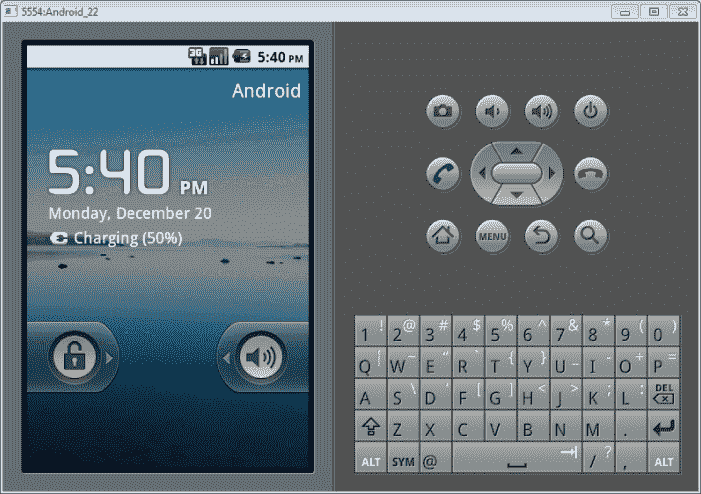 5554:Android_22
3G 5:40 PM
Android
5:40 PM
Monday, December 20
Charging (50%)
MENU
1 ! 2 @ 3 # 4 $ 5 % 6 ^ 7 & 8 * 9 ( 0 )
Q | W ~ E “ R ` T { Y } U _ I - O + P =
A S \ D ' F [ G ] H < J > K ; L : DEL
Z X C V B N M .
ALT SYM @ / ? , ALT